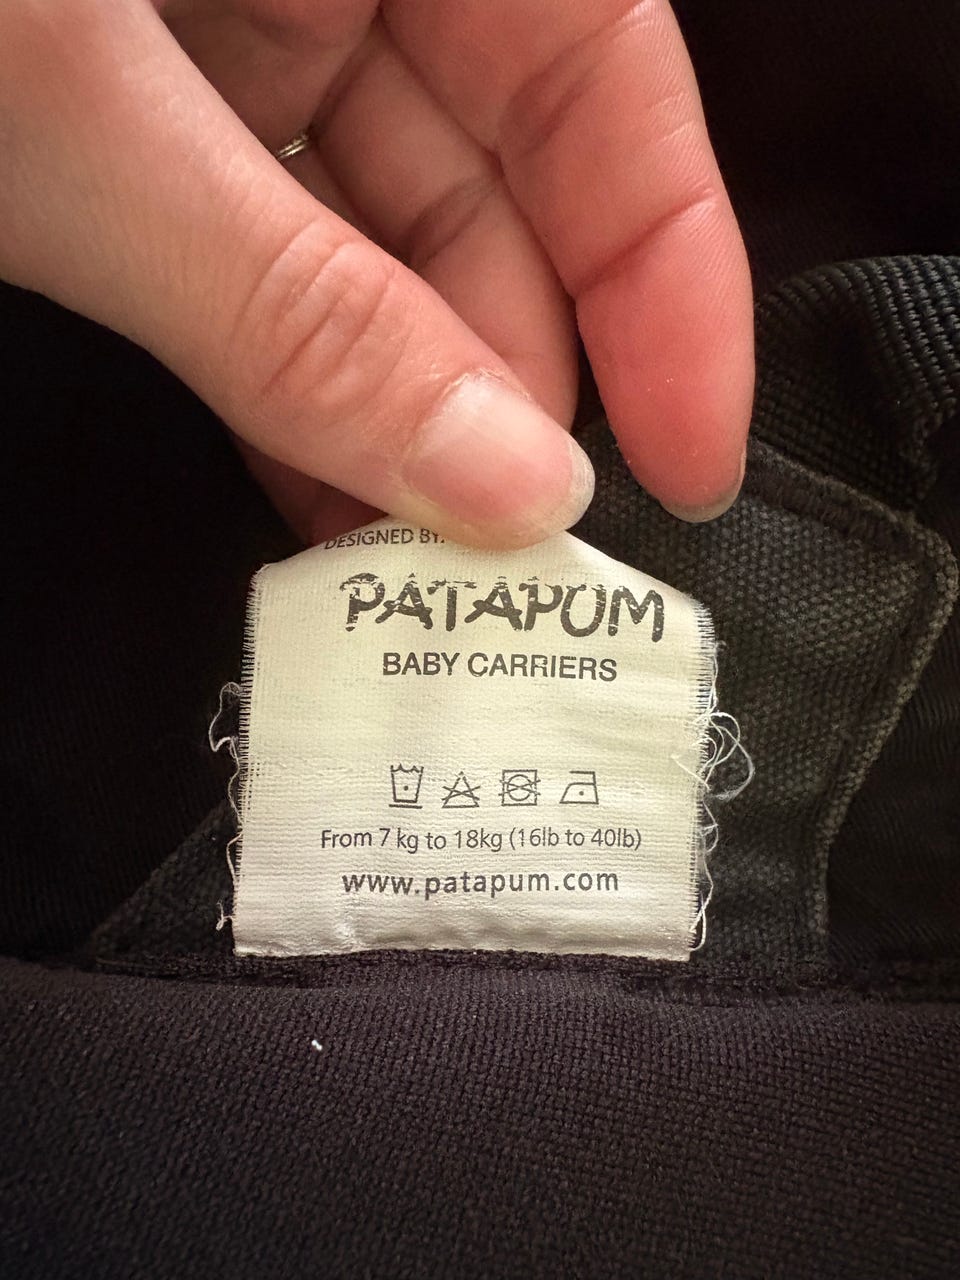 DESIGNED BY:
PATAPUM
BABY CARRIERS
From 7 kg to 18kg (16lb to 40lb)
www.patapum.com